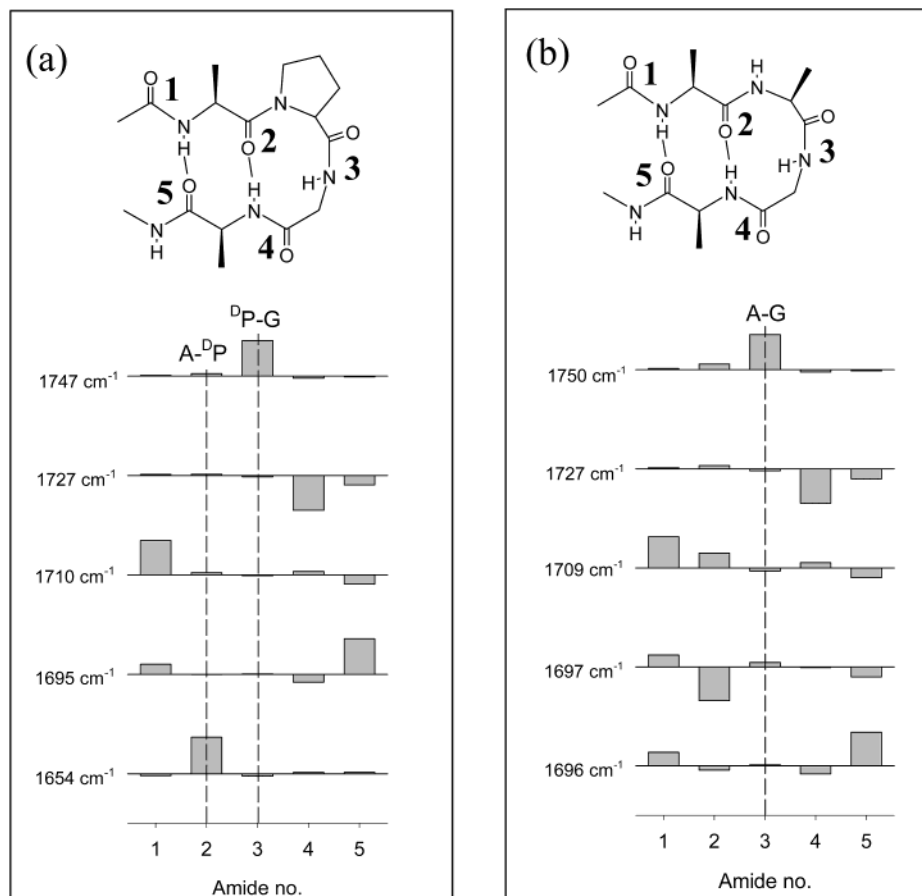 (a)
O
1
N
H
O
2
N
O
3
N
H
O
5
O
H
N
N
H
4
O
ᴰP-G
A-ᴰP
1747 cm⁻¹
1727 cm⁻¹
1710 cm⁻¹
1695 cm⁻¹
1654 cm⁻¹
1 2 3 4 5
Amide no.
(b)
O
1
N
H
O
2
H
N
O
3
N
H
O
5
O
H
N
N
H
4
O
A-G
1750 cm⁻¹
1727 cm⁻¹
1709 cm⁻¹
1697 cm⁻¹
1696 cm⁻¹
1 2 3 4 5
Amide no.